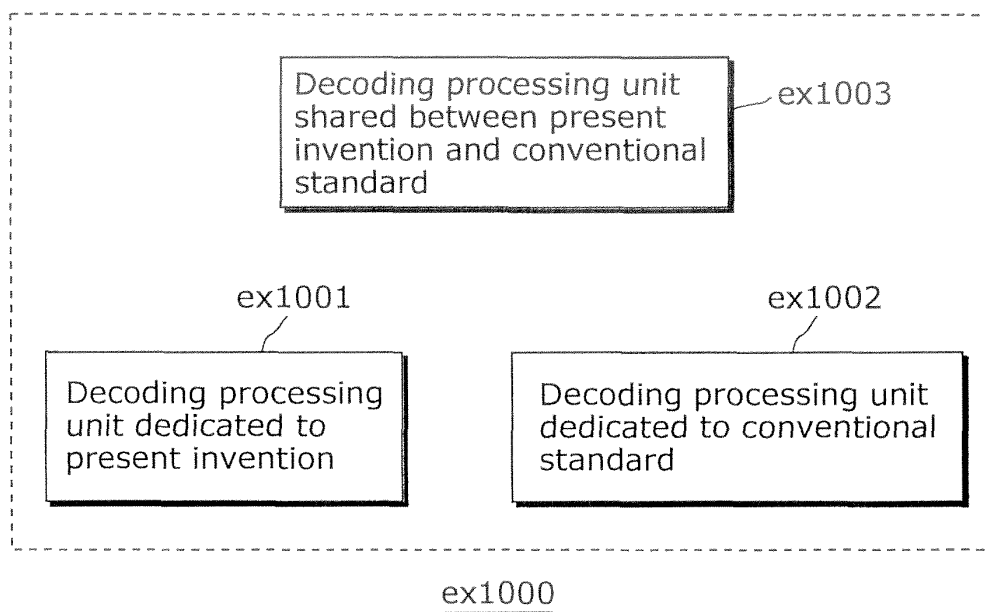 Decoding processing unit
shared between present
invention and conventional
standard
ex1003
ex1001
ex1002
Decoding processing
unit dedicated to
present invention
Decoding processing unit
dedicated to conventional
standard
ex1000